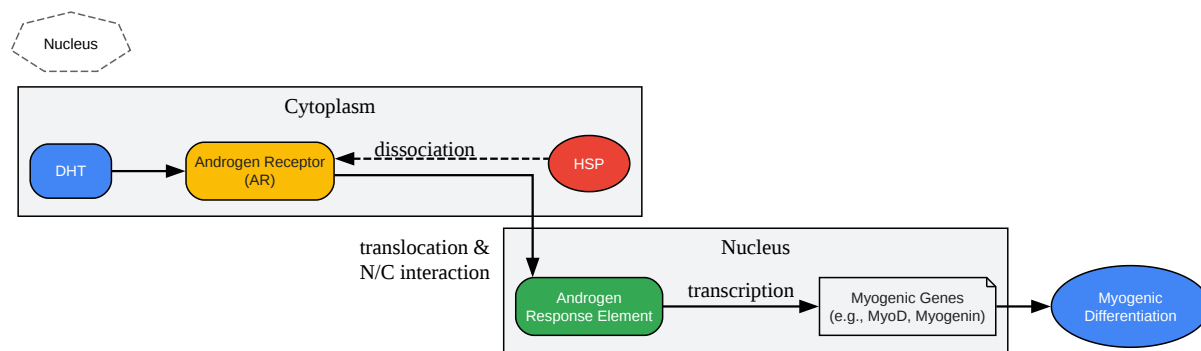 Nucleus
Cytoplasm
DHT
Androgen Receptor
(AR)
dissociation
HSP
translocation &
N/C interaction
Nucleus
Androgen
Response Element
transcription
Myogenic Genes
(e.g., MyoD, Myogenin)
Myogenic
Differentiation